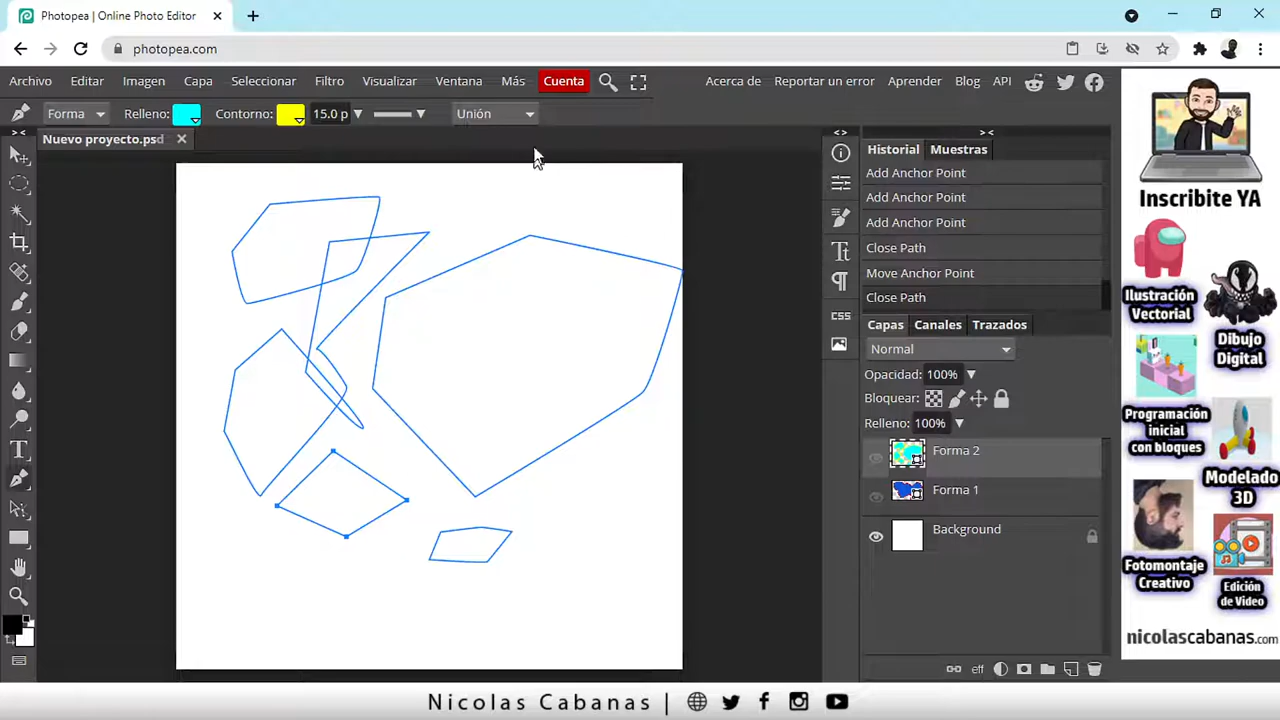 Photopea | Online Photo Editor
photopea.com
Archivo Editar Imagen Capa Seleccionar Filtro Visualizar Ventana Más Cuenta Acerca de Reportar un error Aprender Blog API
Forma Relleno: Contorno: 15.0 p Unión
Nuevo proyecto.psd
Historial Muestras
Add Anchor Point
Add Anchor Point
Add Anchor Point
Close Path
Move Anchor Point
Close Path
CSS
Capas Canales Trazados
Normal
Opacidad: 100%
Bloquear:
Relleno: 100%
Forma 2
Forma 1
Background
eff
Inscribite YA
Ilustración
Vectorial
Dibujo
Digital
Programación
inicial
con bloques
Modelado
3D
Fotomontaje
Creativo
Edición
de Video
nicolascabanas.com
Nicolas Cabanas |